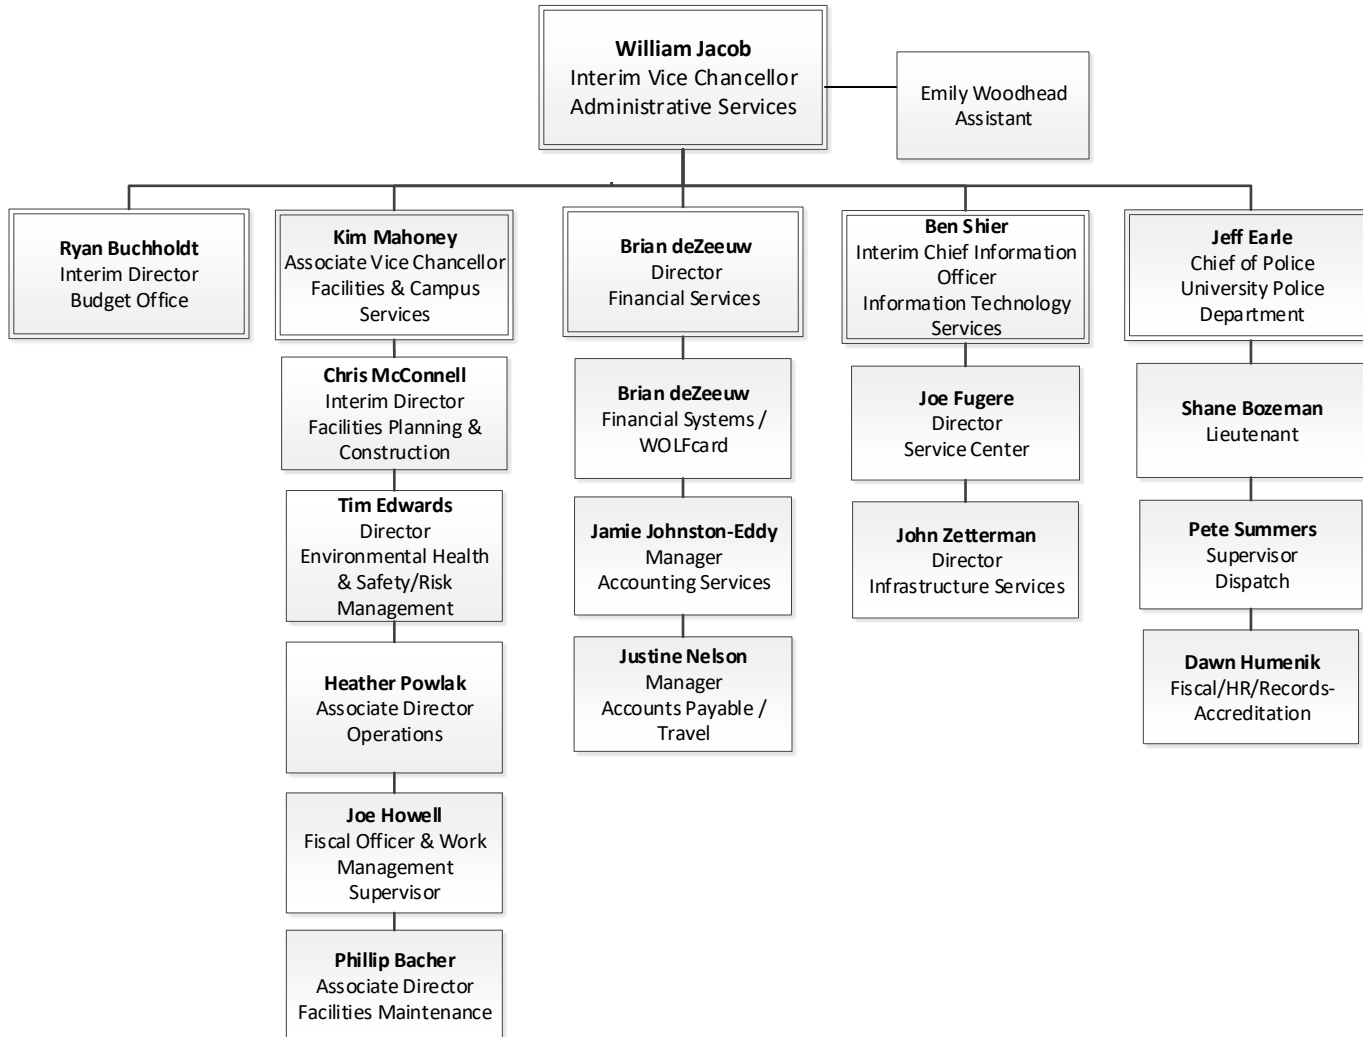 William Jacob
Interim Vice Chancellor
Administrative Services
Emily Woodhead
Assistant
Ryan Buchholdt
Interim Director
Budget Office
Kim Mahoney
Associate Vice Chancellor
Facilities & Campus
Services
Brian deZeeuw
Director
Financial Services
Ben Shier
Interim Chief Information
Officer
Information Technology
Services
Jeff Earle
Chief of Police
University Police
Department
Chris McConnell
Interim Director
Facilities Planning &
Construction
Tim Edwards
Director
Environmental Health
& Safety/Risk
Management
Heather Powlak
Associate Director
Operations
Joe Howell
Fiscal Officer & Work
Management
Supervisor
Phillip Bacher
Associate Director
Facilities Maintenance
Brian deZeeuw
Financial Systems /
WOLFcard
Jamie Johnston-Eddy
Manager
Accounting Services
Justine Nelson
Manager
Accounts Payable /
Travel
Joe Fugere
Director
Service Center
John Zetterman
Director
Infrastructure Services
Shane Bozeman
Lieutenant
Pete Summers
Supervisor
Dispatch
Dawn Humenik
Fiscal/HR/Records-
Accreditation